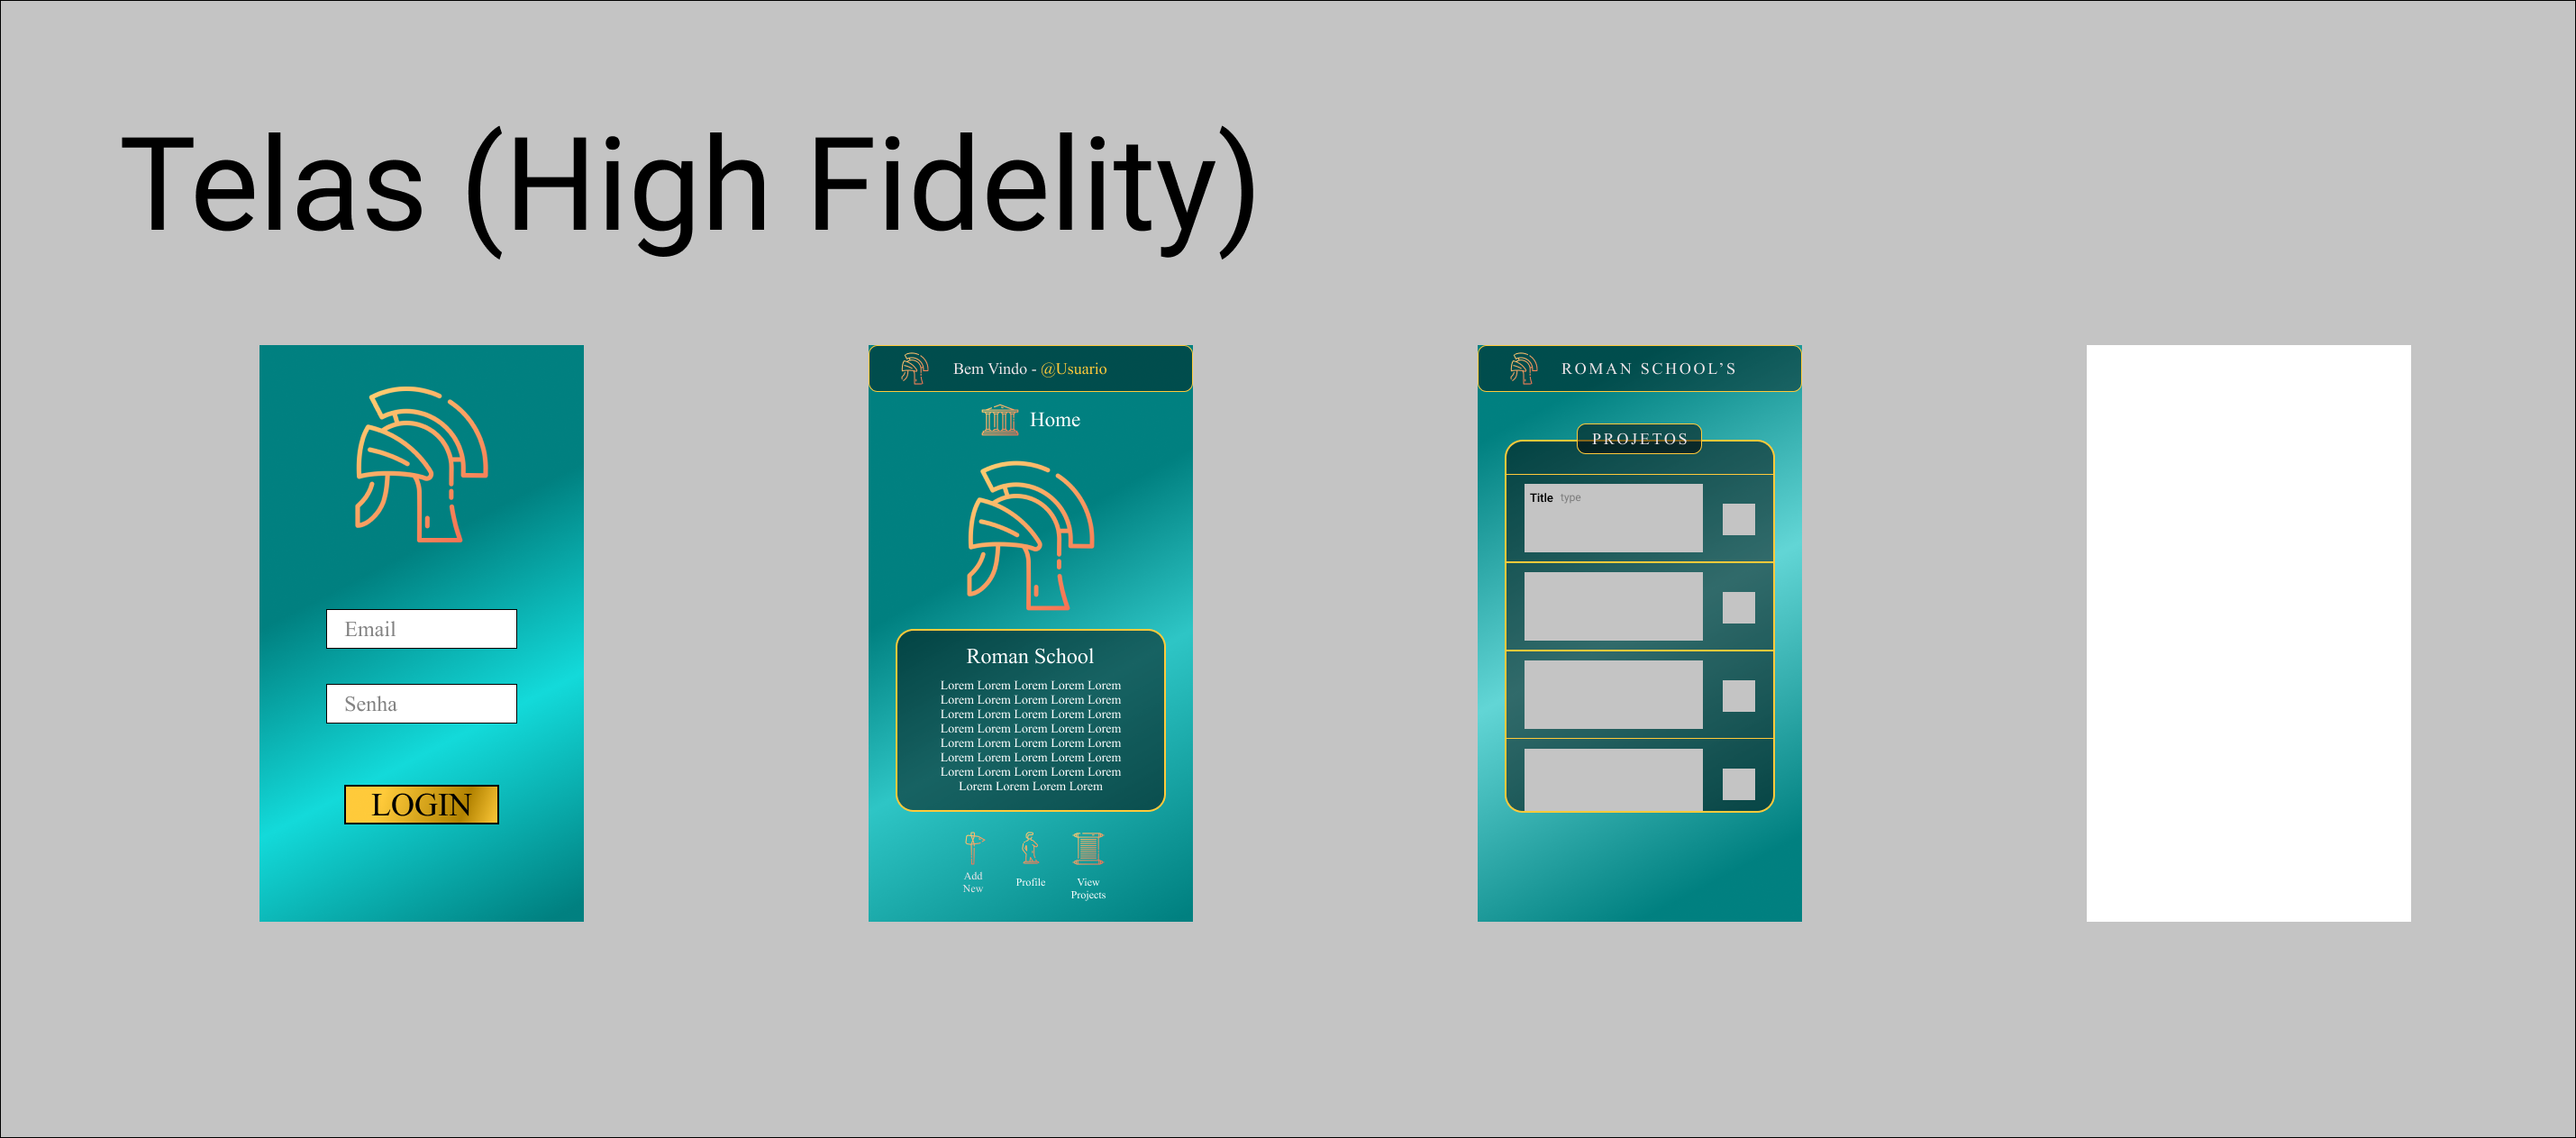 Telas (High Fidelity)
Email
Senha
LOGIN
Bem Vindo - @Usuario
Home
Roman School
Lorem Lorem Lorem Lorem Lorem
Lorem Lorem Lorem Lorem Lorem
Lorem Lorem Lorem Lorem Lorem
Lorem Lorem Lorem Lorem Lorem
Lorem Lorem Lorem Lorem Lorem
Lorem Lorem Lorem Lorem Lorem
Lorem Lorem Lorem Lorem Lorem
Lorem Lorem Lorem Lorem
Add
New
Profile
View
Projects
ROMAN SCHOOL’S
PROJETOS
Title type